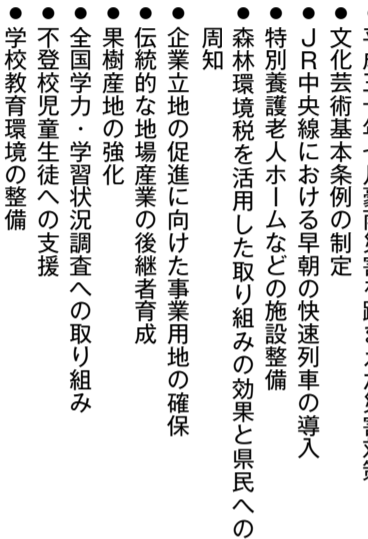 ●文化芸術基本条例の制定
●ＪＲ中央線における早朝の快速列車の導入
●特別養護老人ホームなどの施設整備
●森林環境税を活用した取り組みの効果と県民への
周知
●企業立地の促進に向けた事業用地の確保
●伝統的な地場産業の後継者育成
●果樹産地の強化
●全国学力・学習状況調査への取り組み
●不登校児童生徒への支援
●学校教育環境の整備